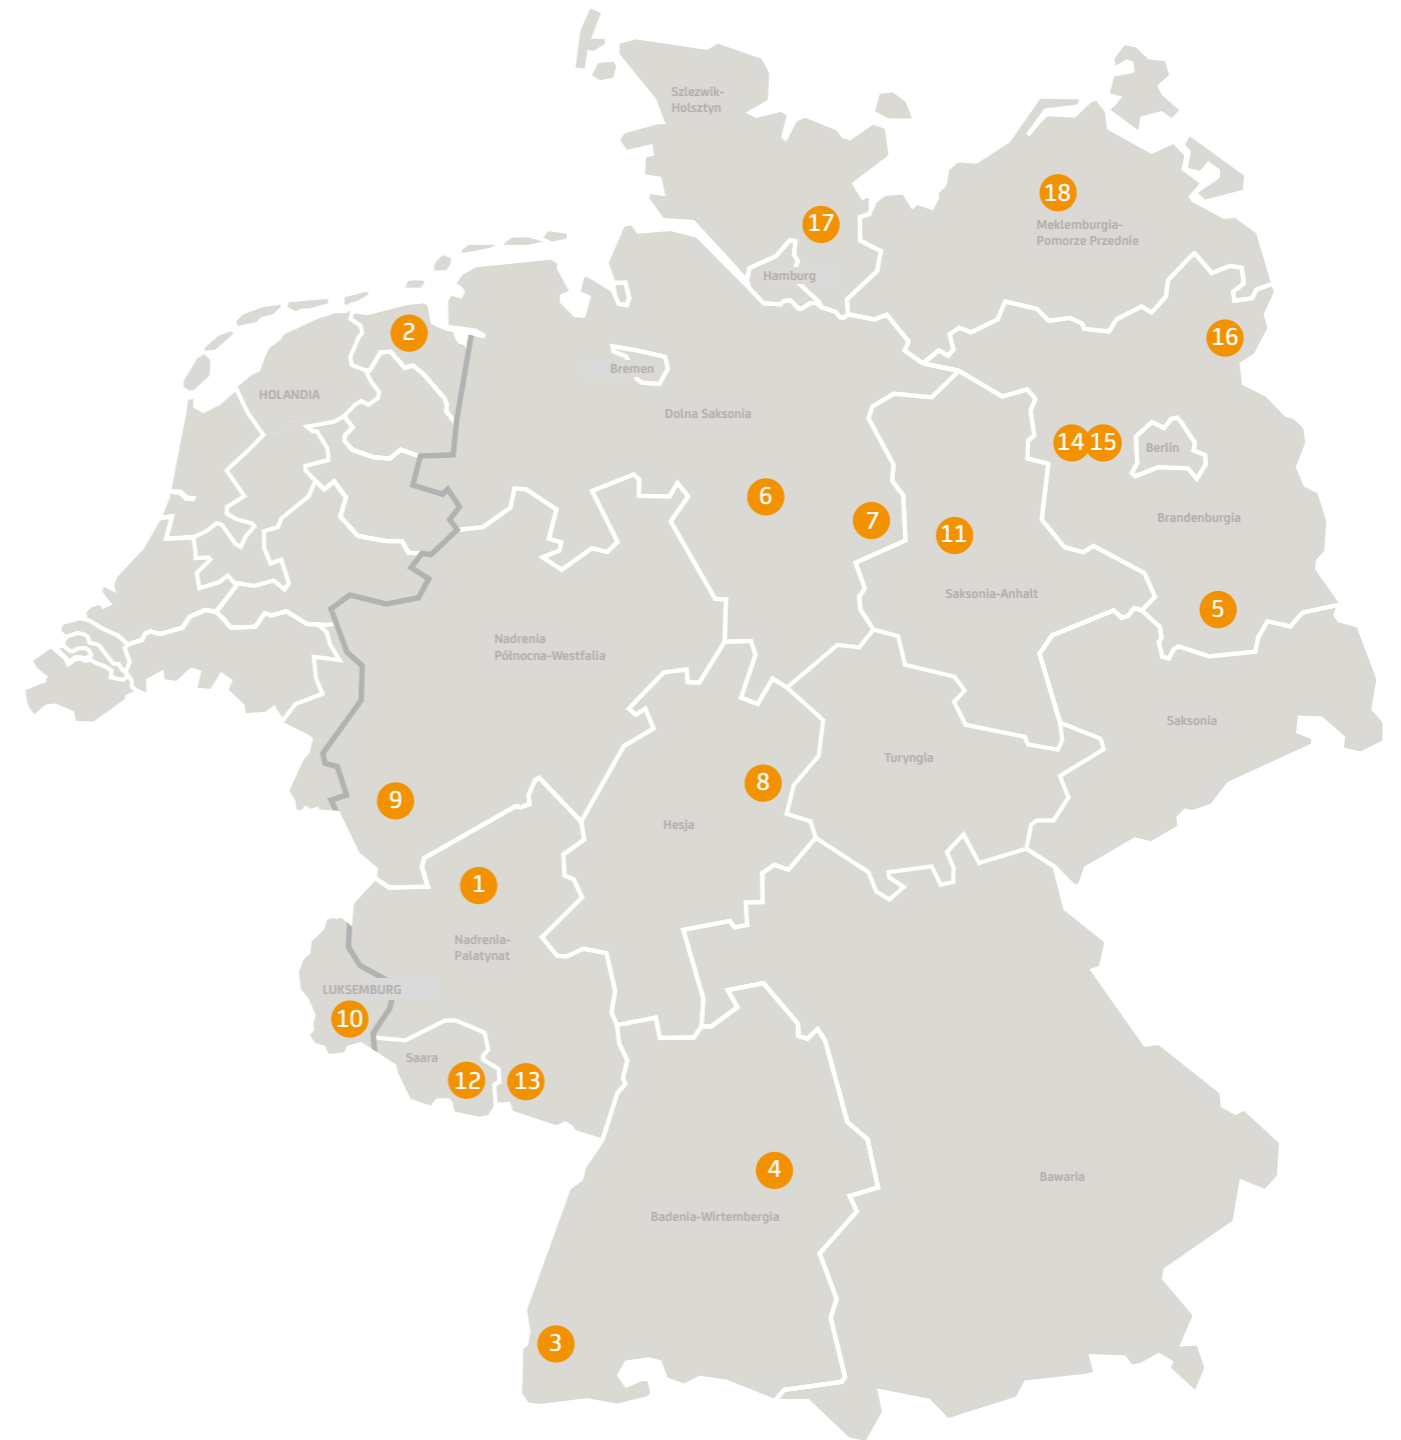 Szlezwik-
Holsztyn
18
17
Meklemburgia-
Pomorze Przednie
Hamburg
2
16
Bremen
HOLANDIA
Dolna Saksonia
14
15
Berlin
6
7
Brandenburgia
11
Saksonia-Anhalt
5
Nadrenia
Północna-Westfalia
Saksonia
Turyngia
8
9
Hesja
1
Nadrenia-
Palatynat
LUKSEMBURG
10
Saara
12
13
4
Bawaria
Badenia-Wirtembergia
3